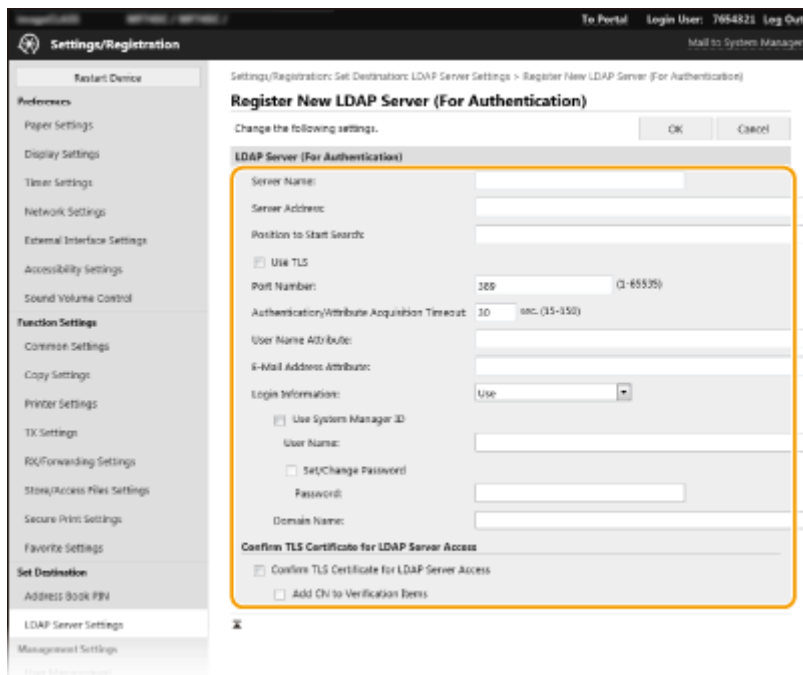 To Portal Login User: 7654321 Log Out
Settings/Registration
Mail to System Manager
Restart Device
Preferences
Paper Settings
Display Settings
Timer Settings
Network Settings
External Interface Settings
Accessibility Settings
Sound Volume Control
Function Settings
Common Settings
Copy Settings
Printer Settings
TX Settings
RX/Forwarding Settings
Store/Access Files Settings
Secure Print Settings
Favorite Settings
Set Destination
Address Book PIN
LDAP Server Settings
Management Settings
Settings/Registration: Set Destination: LDAP Server Settings > Register New LDAP Server (For Authentication)
Register New LDAP Server (For Authentication)
Change the following settings.
OK
Cancel
LDAP Server (For Authentication)
Server Name:
Server Address:
Position to Start Search:
Use TLS
Port Number: 389 (1-65535)
Authentication/Attribute Acquisition Timeout: 30 sec. (15-150)
User Name Attribute:
E-Mail Address Attribute:
Login Information: Use
Use System Manager ID
User Name:
Set/Change Password
Password:
Domain Name:
Confirm TLS Certificate for LDAP Server Access
Confirm TLS Certificate for LDAP Server Access
Add CN to Verification Items